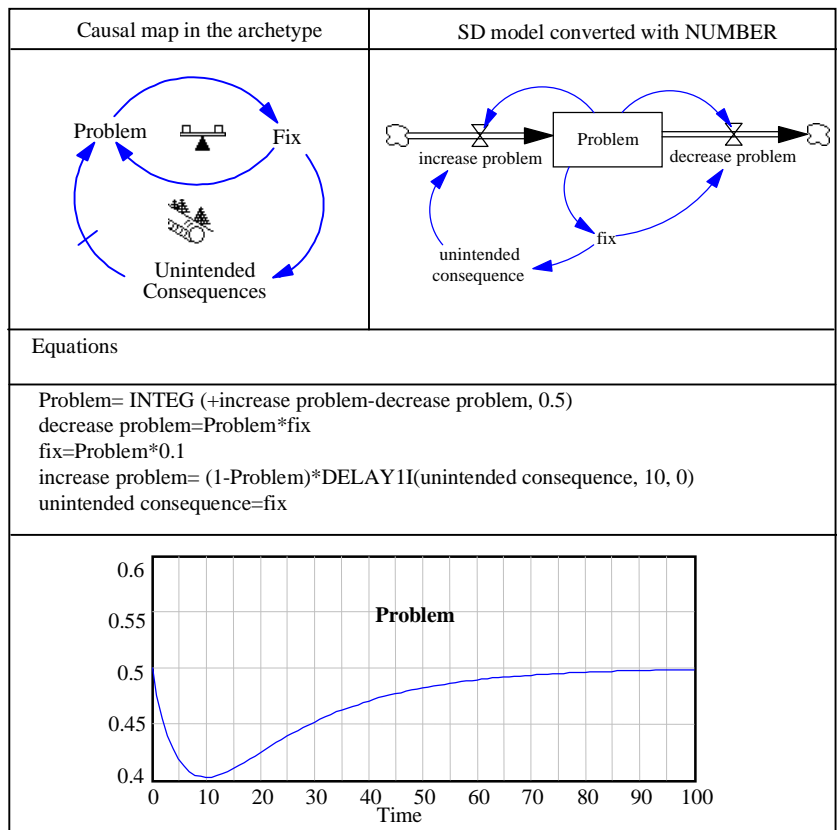 Causal map in the archetype
SD model converted with NUMBER
Problem
Fix
Unintended
Consequences
increase problem
Problem
decrease problem
fix
unintended
consequence
Equations
Problem= INTEG (+increase problem-decrease problem, 0.5)
decrease problem=Problem*fix
fix=Problem*0.1
increase problem= (1-Problem)*DELAY1I(unintended consequence, 10, 0)
unintended consequence=fix
0.6
0.55
0.5
0.45
0.4
Problem
0 10 20 30 40 50 60 70 80 90 100
Time